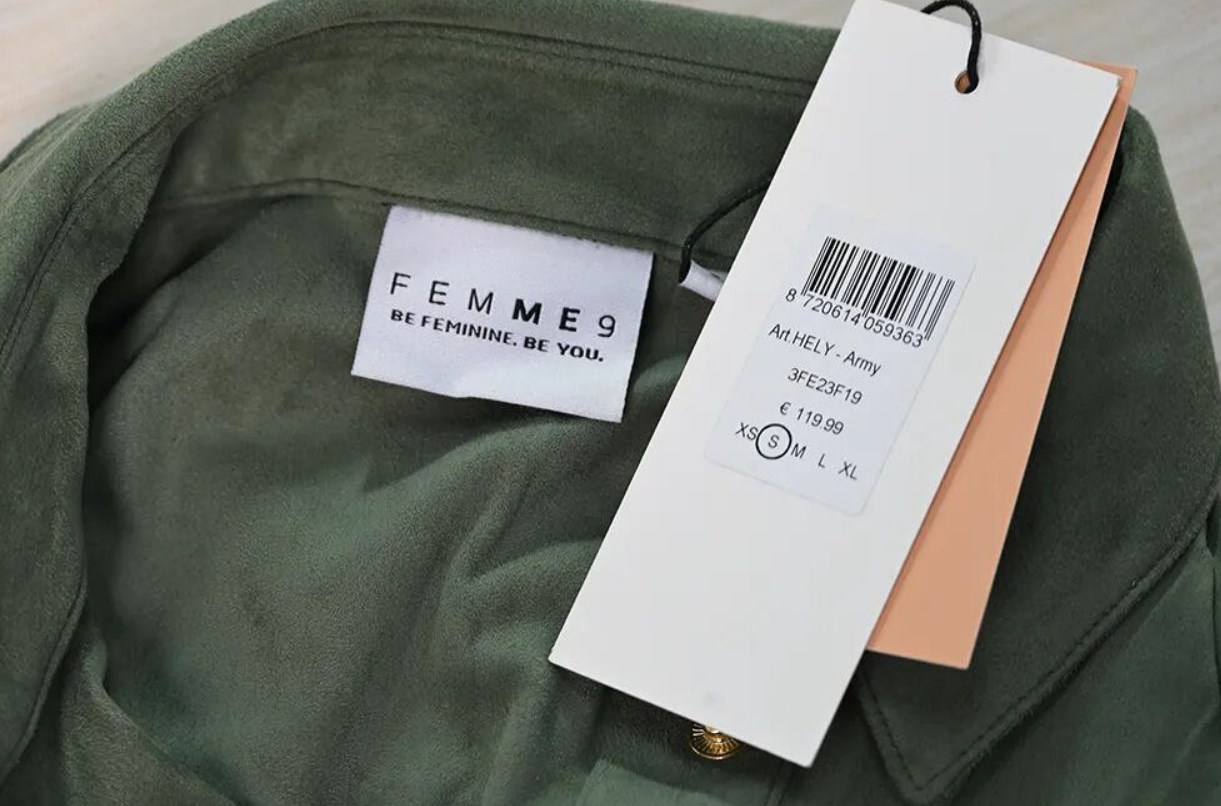 FEMME9
BE FEMININE. BE YOU.
8 720614 059363
Art.HELY - Army
3FE23F19
€ 119.99
XS S M L XL